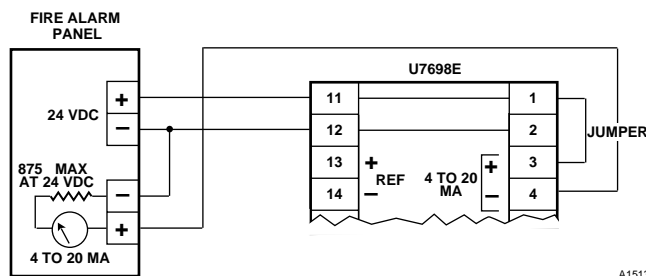 FIRE ALARM
PANEL
U7698E
24 VDC
+
−
11
12
13
14
+
REF
−
4 TO 20
MA
+
−
1
2
3
4
JUMPER
875 MAX
AT 24 VDC
−
+
4 TO 20 MA